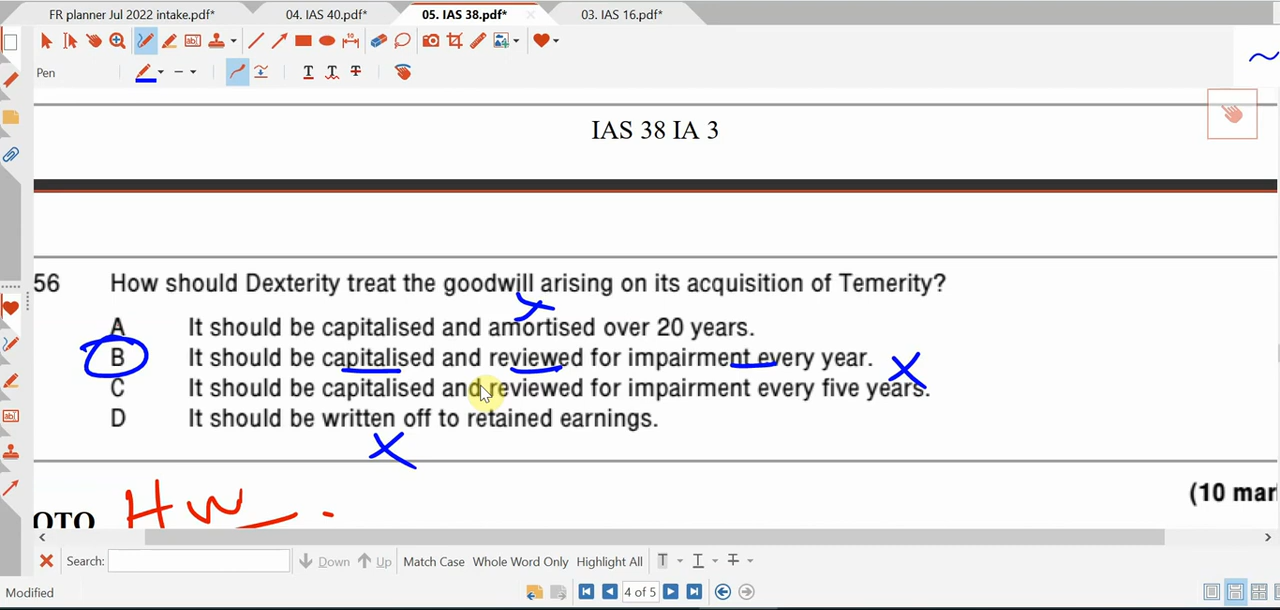 FR planner Jul 2022 intake.pdf* 04. IAS 40.pdf* 05. IAS 38.pdf* 03. IAS 16.pdf*
Pen
IAS 38 IA 3
56 How should Dexterity treat the goodwill arising on its acquisition of Temerity?
A It should be capitalised and amortised over 20 years.
B It should be capitalised and reviewed for impairment every year.
C It should be capitalised and reviewed for impairment every five years.
D It should be written off to retained earnings.
(10 mar
OTO HW.
Search: Down Up Match Case Whole Word Only Highlight All
Modified 4 of 5